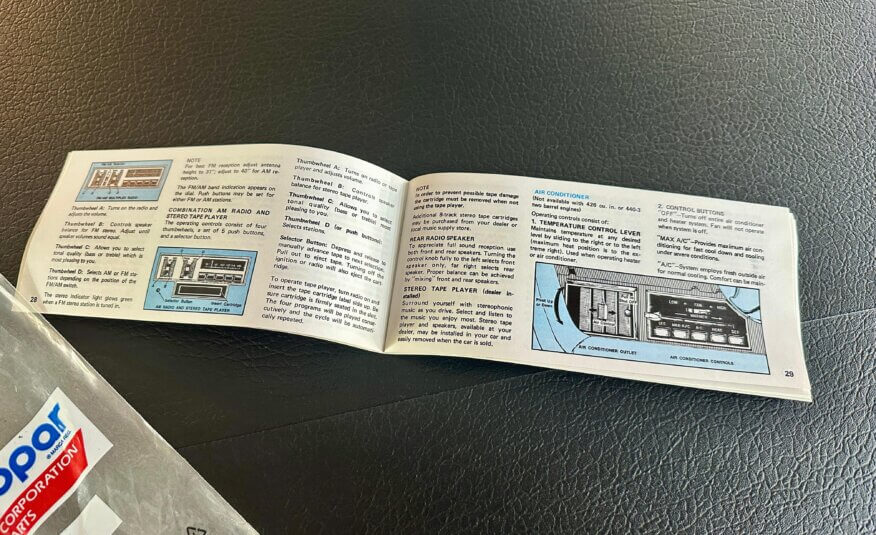 FM/AM MULTIPLEX RADIO
Thumbwheel A: Turns on the radio and
adjusts the volume.
Thumbwheel B: Controls speaker
balance for FM stereo. Adjust until
speaker volumes sound equal.
Thumbwheel C: Allows you to select
tonal quality (bass or treble) which is
most pleasing to you.
Thumbwheel D: Selects AM or FM sta-
tions depending on the position of the
FM/AM switch.
The stereo indicator light glows green
when a FM stereo station is tuned in.
28
NOTE
For best FM reception adjust antenna
height to 31"; adjust to 40" for AM re-
ception.
The FM/AM band indication appears on
the dial. Push buttons may be set for
either FM or AM stations.
COMBINATION AM RADIO AND
STEREO TAPE PLAYER
The operating controls consist of four
thumbwheels, a set of 5 push buttons,
and a selector button.
Selector Button
Insert Cartridge
AM RADIO AND STEREO TAPE PLAYER
Thumbwheel A: Turns on radio or tape
player and adjusts volume.
Thumbwheel B: Controls speaker
balance for stereo tape player.
Thumbwheel C: Allows you to select
tonal quality (bass or treble) most
pleasing to you.
Thumbwheel D (or push buttons):
Selects stations.
Selector Button: Depress and release to
manually advance tape to next selection.
Pull out to eject tape. Turning off the
ignition or radio will also eject the cart-
ridge.
To operate tape player, turn radio on and
insert the tape cartridge label side up. Be
sure cartridge is firmly seated in the slot.
The four programs will be played conse-
cutively and the cycle will be automati-
cally repeated.
NOTE
In order to prevent possible tape damage
the cartridge must be removed when not
using the tape player.
Additional 8-track stereo tape cartridges
may be purchased from your dealer or
local music supply store.
REAR RADIO SPEAKER
To appreciate full sound reception use
both front and rear speakers. Turning the
control knob fully to the left selects front
speaker only, far right selects rear
speaker. Proper balance can be achieved
by "mixing" front and rear speakers.
STEREO TAPE PLAYER (dealer in-
stalled)
Surround yourself with stereophonic
music as you drive. Select and listen to
the music you enjoy most. Stereo tape
player and speakers, available at your
dealer, may be installed in your car and
easily removed when the car is sold.
AIR CONDITIONER
(Not available with 426 cu. in. or 440-3
two barrel engines)
Operating controls consist of:
1. TEMPERATURE CONTROL LEVER
Maintains temperature at any desired
level by sliding to the right or to the left
(maximum heat position is to the ex-
treme right). Used when operating heater
or air conditioner.
2. CONTROL BUTTONS
"OFF"—Turns off entire air conditioner
and heater system. Fan will not operate
when system is off.
"MAX A/C"—Provides maximum air con-
ditioning for fast cool down and cooling
under severe conditions.
"A/C"—System employs fresh outside air
for normal cooling. Comfort can be main-
Push Up
or Down
AIR CONDITIONER OUTLET
AIR CONDITIONER CONTROLS
29
opar
CORPORATION